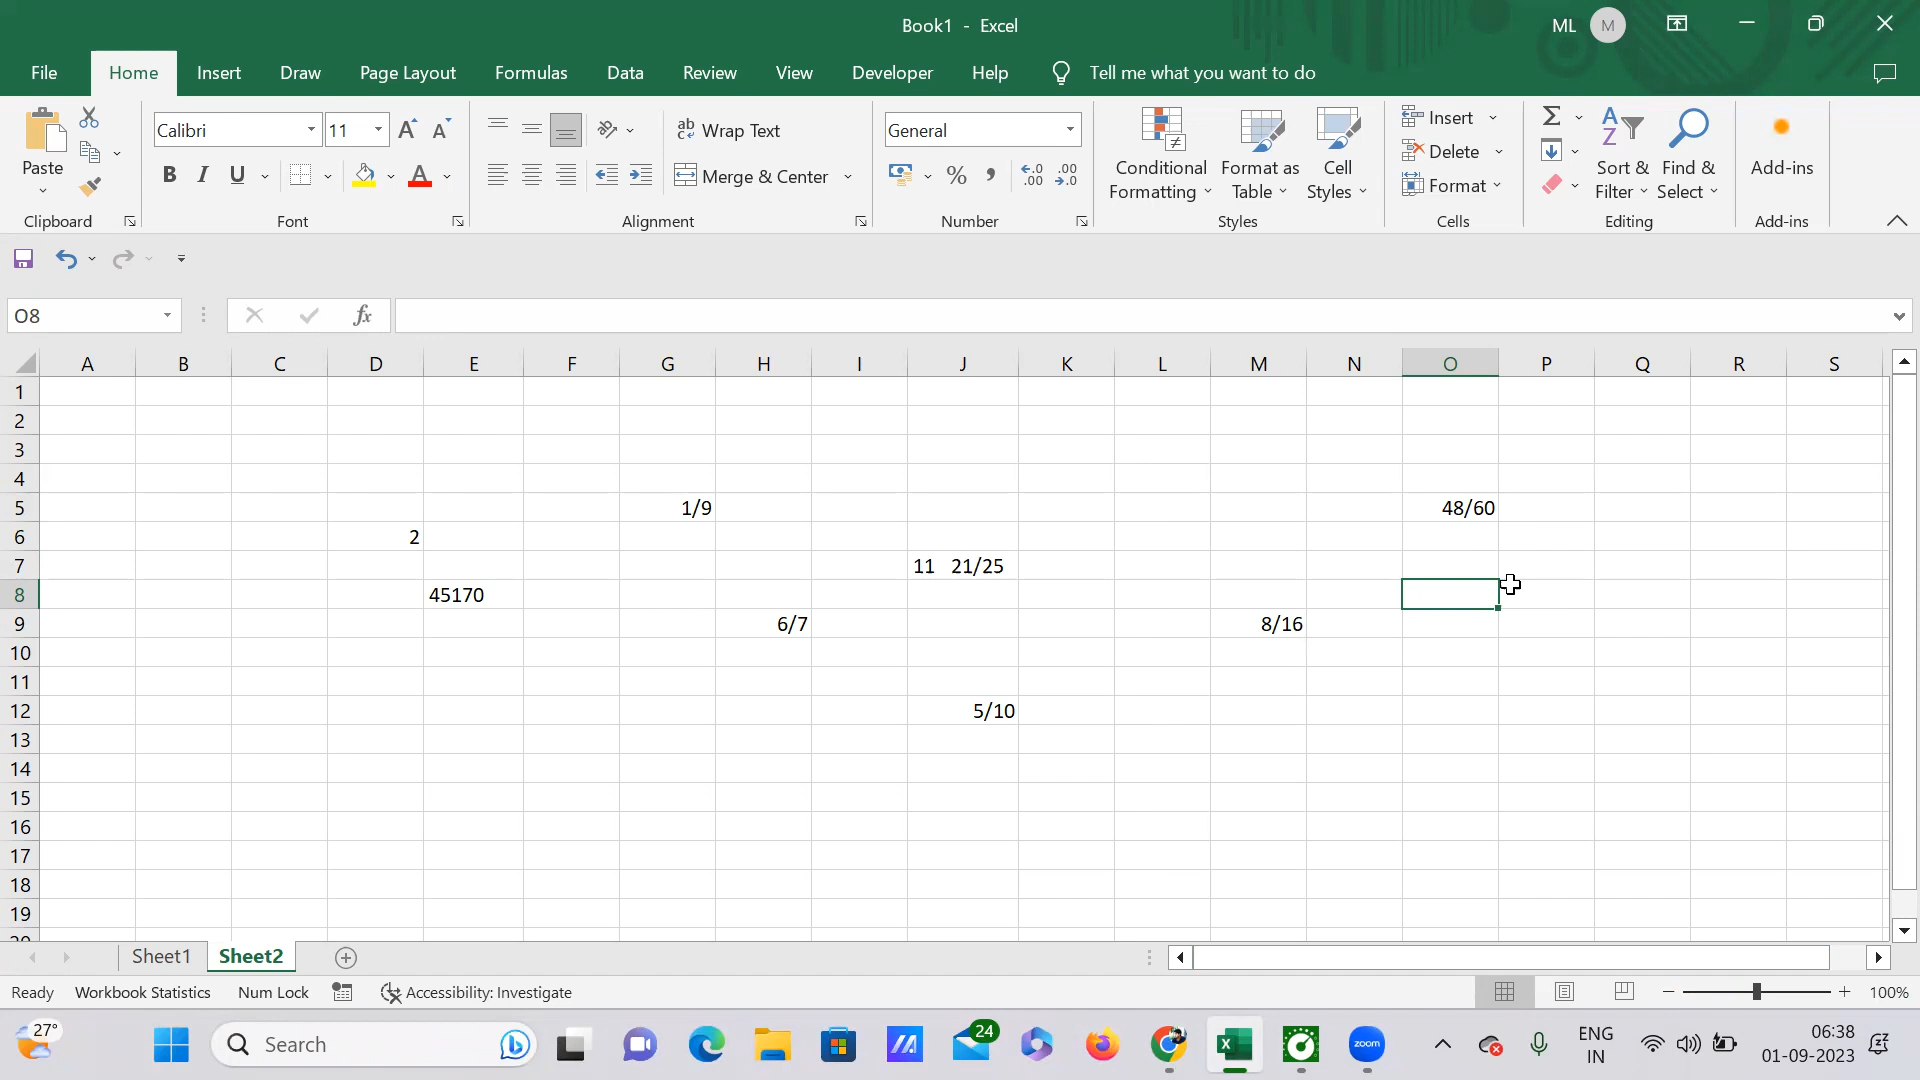 Book1 - Excel
ML M
File Home Insert Draw Page Layout Formulas Data Review View Developer Help Tell me what you want to do
Paste
Clipboard
Calibri 11
B I U A
Font
ab Wrap Text
Merge & Center
Alignment
General
% , .00 .0
Number
Conditional Formatting
Format as Table
Cell Styles
Styles
Insert
Delete
Format
Cells
Sort & Filter
Find & Select
Editing
Add-ins
Add-ins
O8 fx
A B C D E F G H I J K L M N O P Q R S
1
2
3
4
5 1/9 48/60
6 2
7 11 21/25
8 45170
9 6/7 8/16
10
11
12 5/10
13
14
15
16
17
18
19
Sheet1 Sheet2
Ready Workbook Statistics Num Lock Accessibility: Investigate 100%
27° Search 24 zoom ENG IN 06:38 01-09-2023